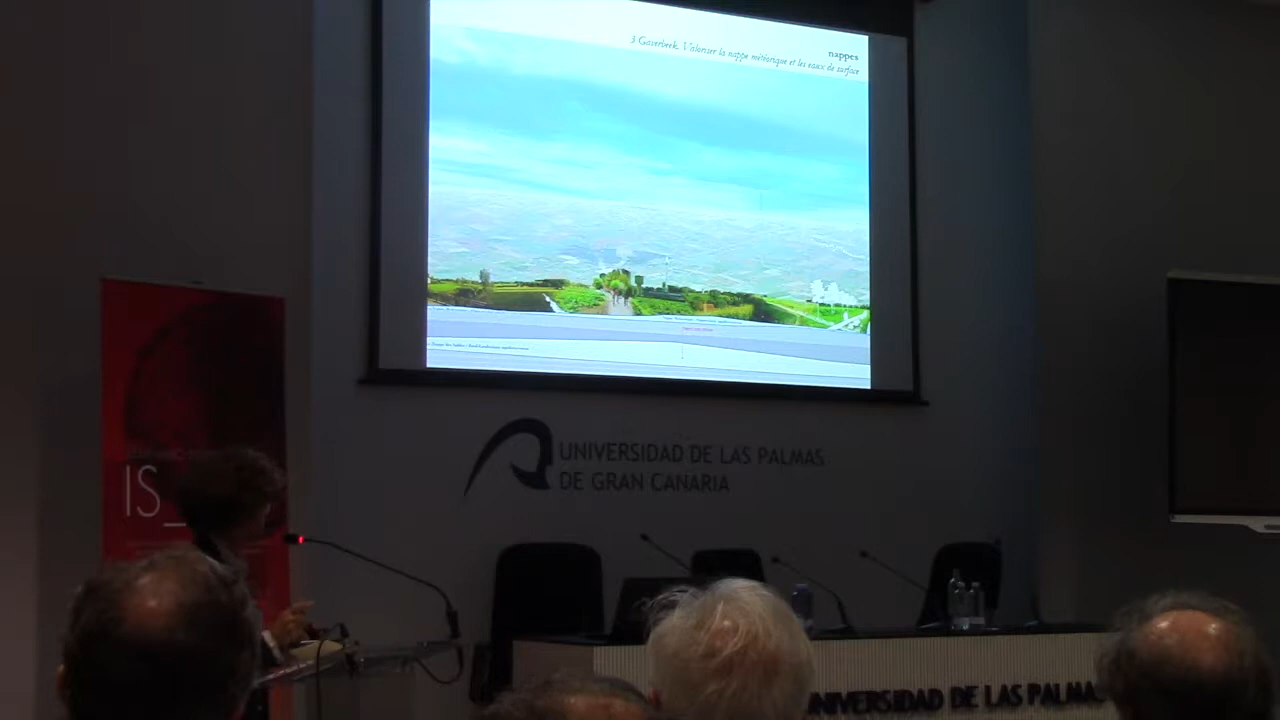 nappes
3 Gaverbeek. Valoriser la nappe météorique et les eaux de surface
IS_
UNIVERSIDAD DE LAS PALMAS
DE GRAN CANARIA
UNIVERSIDAD DE LAS PALMAS